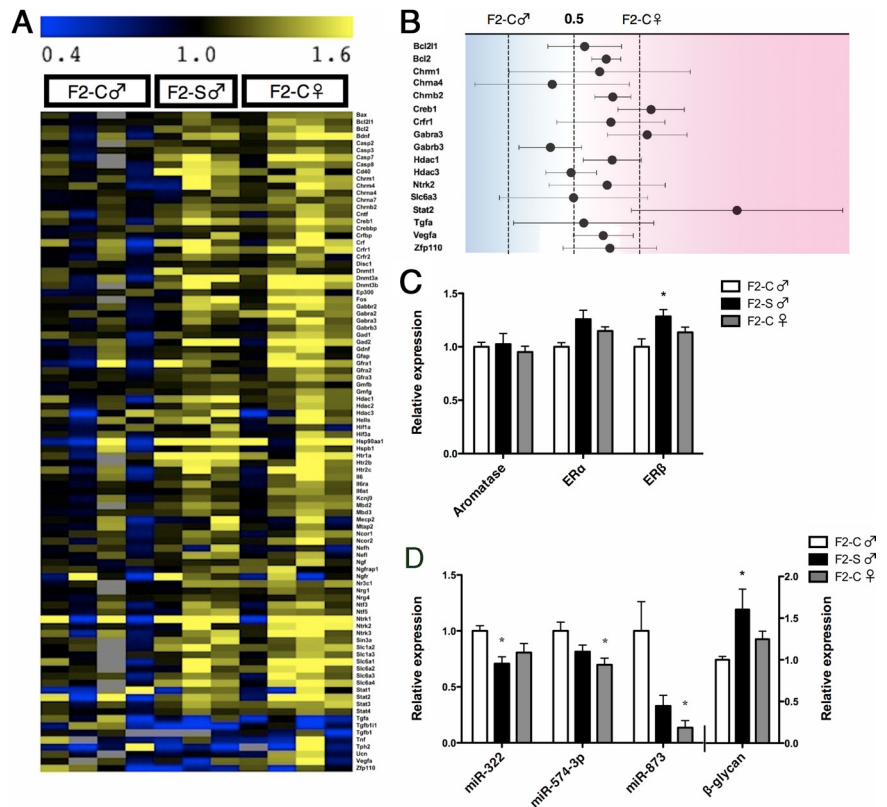 A
0.4 1.0 1.6
F2-C♂ F2-S♂ F2-C♀
Bax
Bcl2l1
Bcl2
Bdnf
Casp2
Casp3
Casp7
Casp8
Cd40
Chrm1
Chrm4
Chrna4
Chrna7
Chrnb2
Cntf
Creb1
Crebbp
Crfbp
Crf
Crfr1
Crfr2
Disc1
Dnmt1
Dnmt3a
Dnmt3b
Ep300
Fos
Gabbr2
Gabra2
Gabra3
Gabrb3
Gad1
Gad2
Gdnf
Gfap
Gfra1
Gfra2
Gfra3
Gmfb
Gmfg
Hdac1
Hdac2
Hdac3
Hells
Hif1a
Hif3a
Hsp90aa1
Hspb1
Htr1a
Htr2b
Htr2c
Il6
Il6ra
Il6st
Kcnj9
Mbd2
Mbd3
Mecp2
Mtap2
Ncor1
Ncor2
Nefh
Nefl
Ngf
Ngfrap1
Ngfr
Nr3c1
Nrg1
Nrg4
Ntf3
Ntf5
Ntrk1
Ntrk2
Ntrk3
Sin3a
Slc1a2
Slc1a3
Slc6a1
Slc6a2
Slc6a3
Slc6a4
Stat1
Stat2
Stat3
Stat4
Tgfa
Tgfb1i1
Tgfb1
Tnf
Tph2
Ucn
Vegfa
Zfp110
B
F2-C♂ 0.5 F2-C♀
Bcl2l1
Bcl2
Chrm1
Chrna4
Chrnb2
Creb1
Crfr1
Gabra3
Gabrb3
Hdac1
Hdac3
Ntrk2
Slc6a3
Stat2
Tgfa
Vegfa
Zfp110
C
Relative expression
1.5
1.0
0.5
0.0
*
Aromatase ERα ERβ
F2-C ♂
F2-S ♂
F2-C ♀
D
Relative expression
1.5
1.0
0.5
0.0
* * * *
miR-322 miR-574-3p miR-873 β-glycan
F2-C ♂
F2-S ♂
F2-C ♀
2.0
1.5
1.0
0.5
0.0
Relative expression